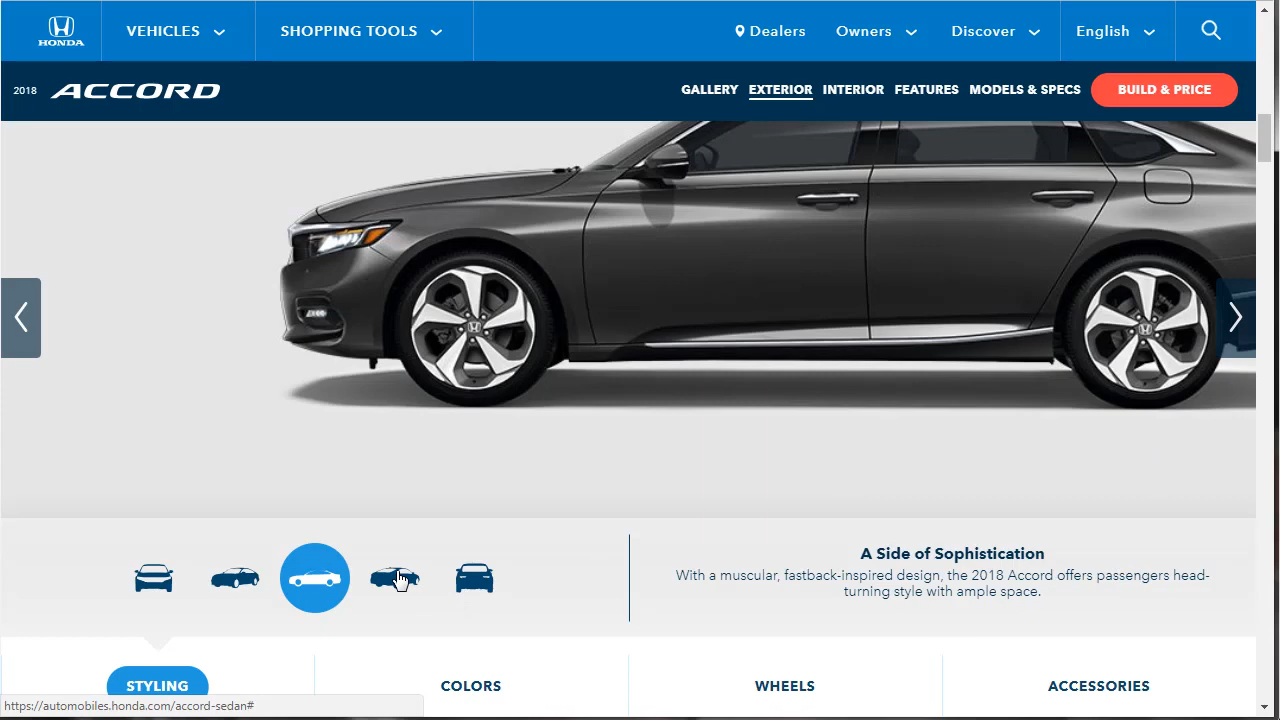 HONDA
VEHICLES
SHOPPING TOOLS
Dealers
Owners
Discover
English
2018 ACCORD
GALLERY
EXTERIOR
INTERIOR
FEATURES
MODELS & SPECS
BUILD & PRICE
A Side of Sophistication
With a muscular, fastback-inspired design, the 2018 Accord offers passengers head-
turning style with ample space.
STYLING
COLORS
WHEELS
ACCESSORIES
https://automobiles.honda.com/accord-sedan#